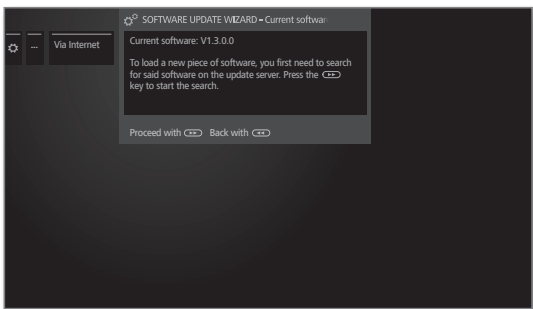 SOFTWARE UPDATE WIZARD – Current softwar
... Via Internet
Current software: V1.3.0.0
To load a new piece of software, you first need to search
for said software on the update server. Press the
key to start the search.
Proceed with Back with